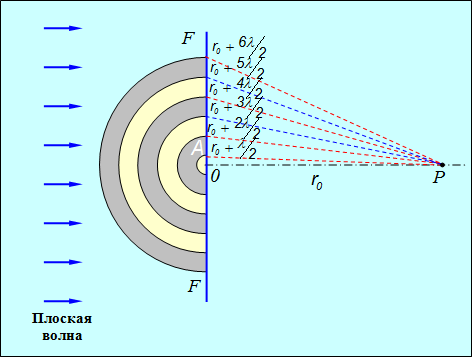 F
r₀ + 6λ/2
r₀ + 5λ/2
r₀ + 4λ/2
r₀ + 3λ/2
r₀ + 2λ/2
r₀ + λ/2
A
0
r₀
P
F
Плоская
волна